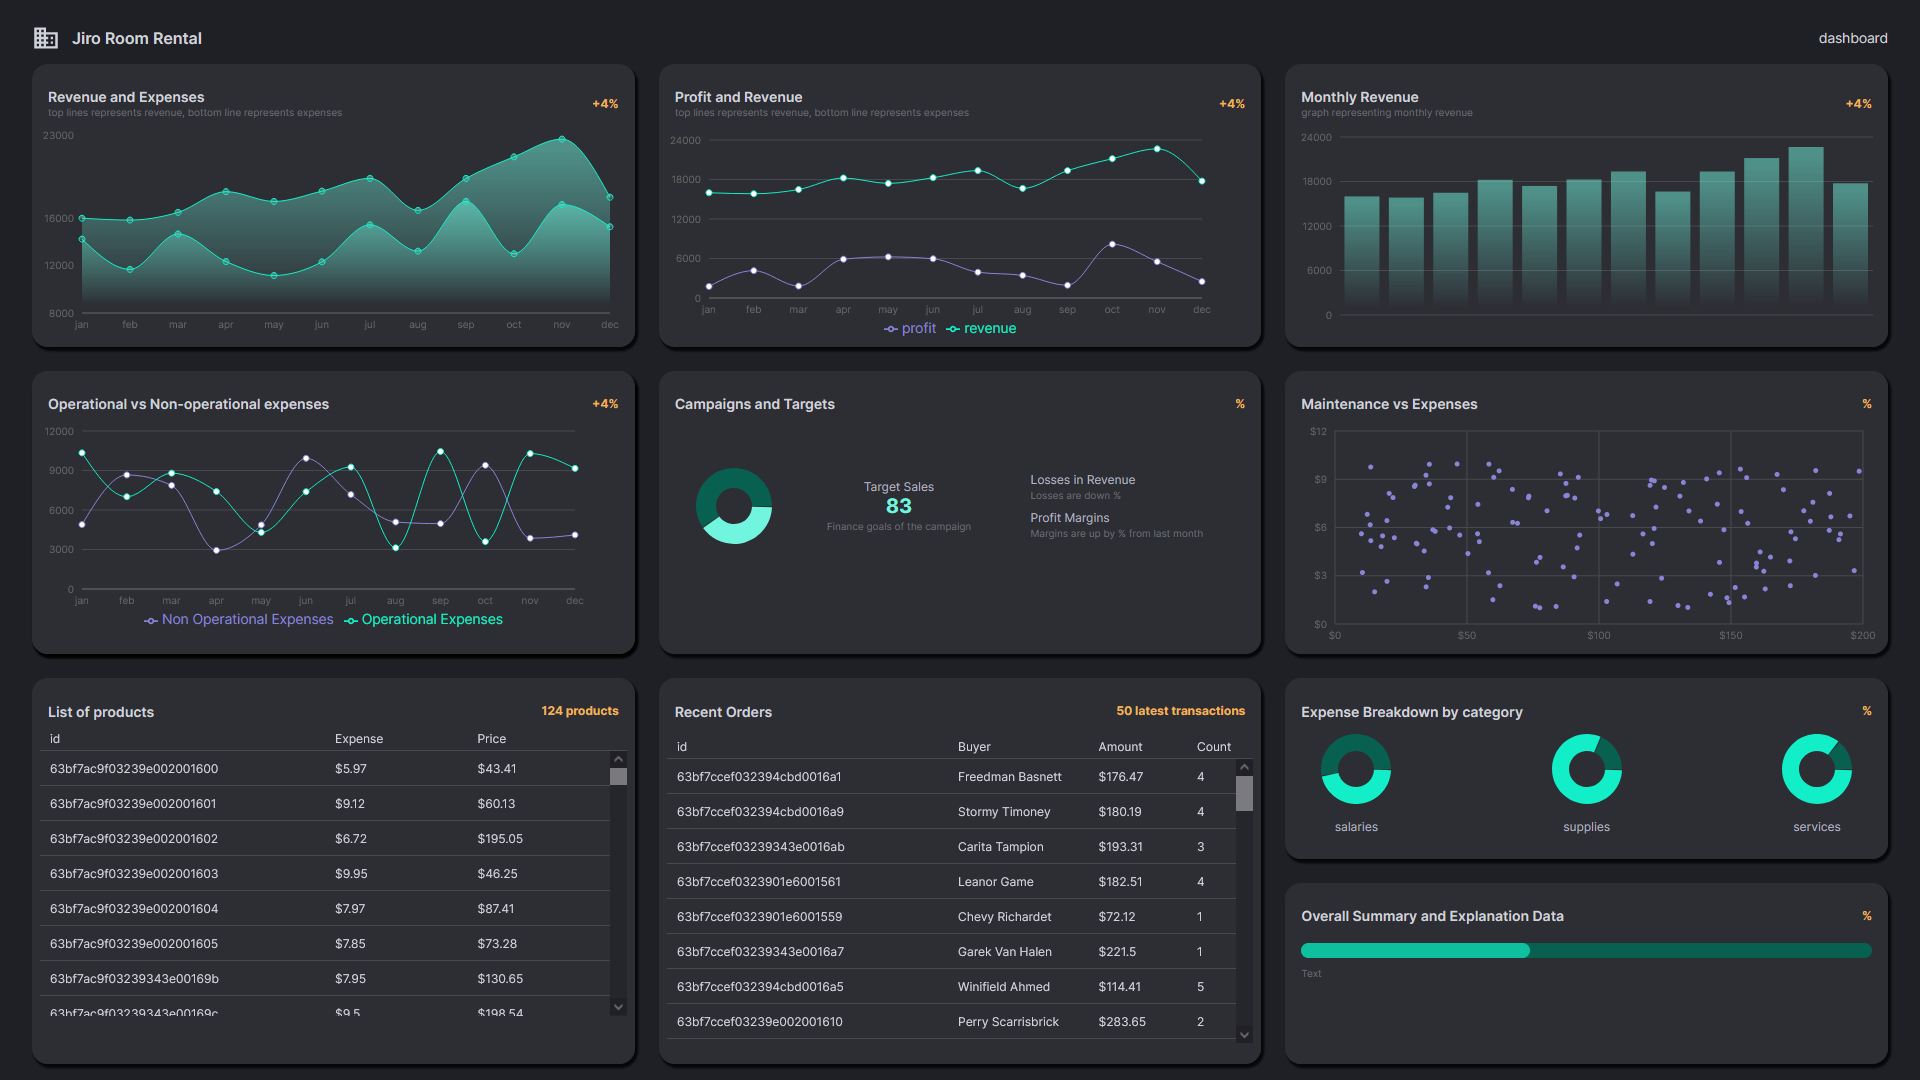 Jiro Room Rental
dashboard
Revenue and Expenses
top lines represents revenue, bottom line represents expenses
+4%
23000
16000
12000
8000
jan feb mar apr may jun jul aug sep oct nov dec
Profit and Revenue
top lines represents revenue, bottom line represents expenses
+4%
24000
18000
12000
6000
0
jan feb mar apr may jun jul aug sep oct nov dec
profit revenue
Monthly Revenue
graph representing monthly revenue
+4%
24000
18000
12000
6000
0
Operational vs Non-operational expenses
+4%
12000
9000
6000
3000
0
jan feb mar apr may jun jul aug sep oct nov dec
Non Operational Expenses Operational Expenses
Campaigns and Targets
%
Target Sales
83
Finance goals of the campaign
Losses in Revenue
Losses are down %
Profit Margins
Margins are up by % from last month
Maintenance vs Expenses
%
$12
$9
$6
$3
$0
$0 $50 $100 $150 $200
List of products
124 products
id Expense Price
63bf7ac9f03239e002001600 $5.97 $43.41
63bf7ac9f03239e002001601 $9.12 $60.13
63bf7ac9f03239e002001602 $6.72 $195.05
63bf7ac9f03239e002001603 $9.95 $46.25
63bf7ac9f03239e002001604 $7.97 $87.41
63bf7ac9f03239e002001605 $7.85 $73.28
63bf7ac9f03239343e00169b $7.95 $130.65
63bf7ac9f03239343e00169c $9.5 $198.54
Recent Orders
50 latest transactions
id Buyer Amount Count
63bf7ccef032394cbd0016a1 Freedman Basnett $176.47 4
63bf7ccef032394cbd0016a9 Stormy Timoney $180.19 4
63bf7ccef03239343e0016ab Carita Tampion $193.31 3
63bf7ccef0323901e6001561 Leanor Game $182.51 4
63bf7ccef0323901e6001559 Chevy Richardet $72.12 1
63bf7ccef03239343e0016a7 Garek Van Halen $221.5 1
63bf7ccef032394cbd0016a5 Winifield Ahmed $114.41 5
63bf7ccef03239e002001610 Perry Scarrisbrick $283.65 2
Expense Breakdown by category
%
salaries
supplies
services
Overall Summary and Explanation Data
%
Text